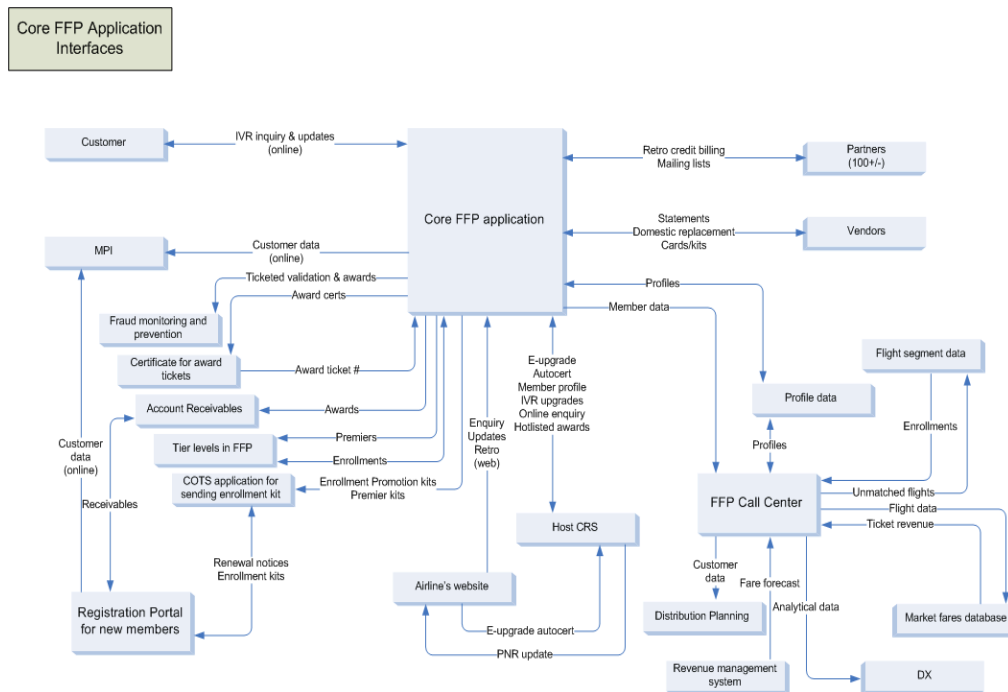 Core FFP Application
Interfaces
Customer
IVR inquiry & updates
(online)
Core FFP application
Retro credit billing
Mailing lists
Partners
(100+/-)
Statements
Domestic replacement
Cards/kits
Vendors
MPI
Customer data
(online)
Ticketed validation & awards
Award certs
Fraud monitoring and
prevention
Certificate for award
tickets
Award ticket #
Profiles
Member data
Flight segment data
E-upgrade
Autocert
Member profile
IVR upgrades
Online enquiry
Hotlisted awards
Profile data
Account Receivables
Awards
Enquiry
Updates
Retro
(web)
Enrollments
Customer
data
(online)
Tier levels in FFP
Premiers
Enrollments
Profiles
COTS application for
sending enrollment kit
Enrollment Promotion kits
Premier kits
Receivables
FFP Call Center
Unmatched flights
Flight data
Ticket revenue
Host CRS
Renewal notices
Enrollment kits
Customer
data
Fare forecast
Analytical data
Airline's website
Registration Portal
for new members
E-upgrade autocert
PNR update
Distribution Planning
Market fares database
Revenue management
system
DX